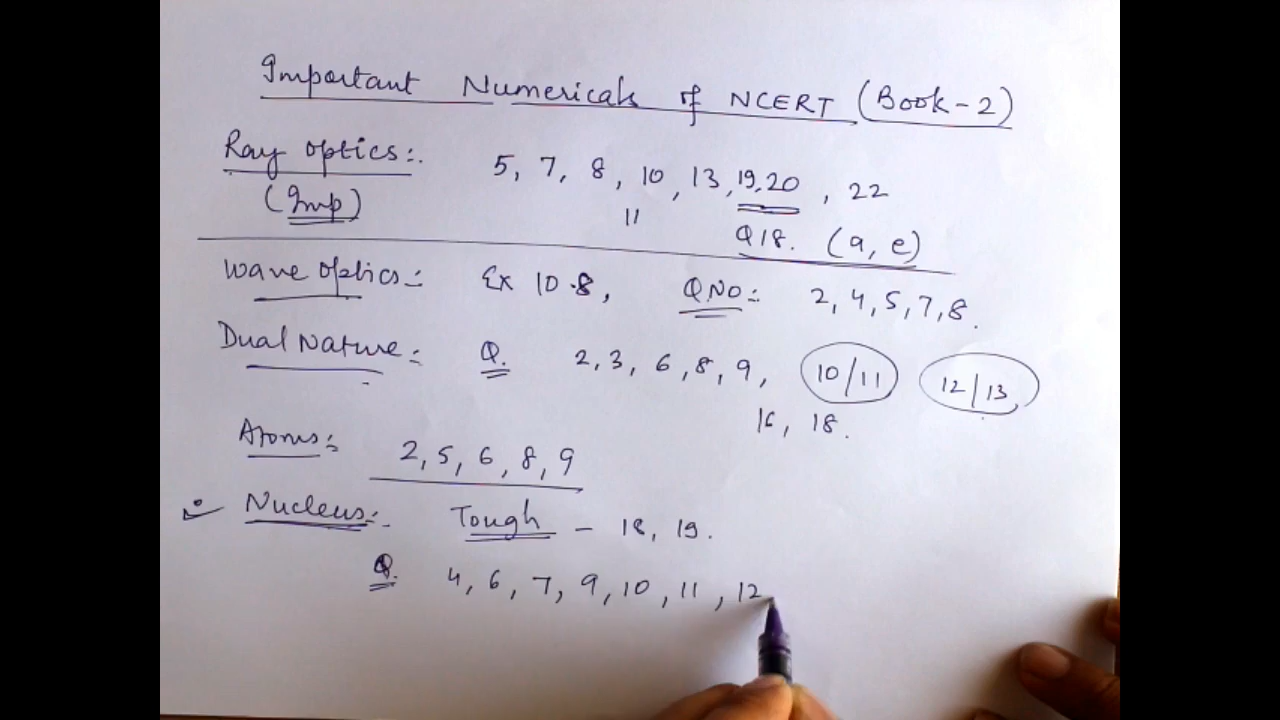 Important Numericals of NCERT (Book-2)
Ray Optics:. 5, 7, 8, 10, 13, 19, 20, 22
(Imp) 11 Q18. (a, e)
Wave Optics:- Ex 10.8, Q.NO:- 2, 4, 5, 7, 8.
Dual Nature:- Q. 2, 3, 6, 8, 9, 10/11 12/13,
16, 18.
Atoms:- 2, 5, 6, 8, 9
Nucleus:- Tough - 18, 19.
Q. 4, 6, 7, 9, 10, 11, 12